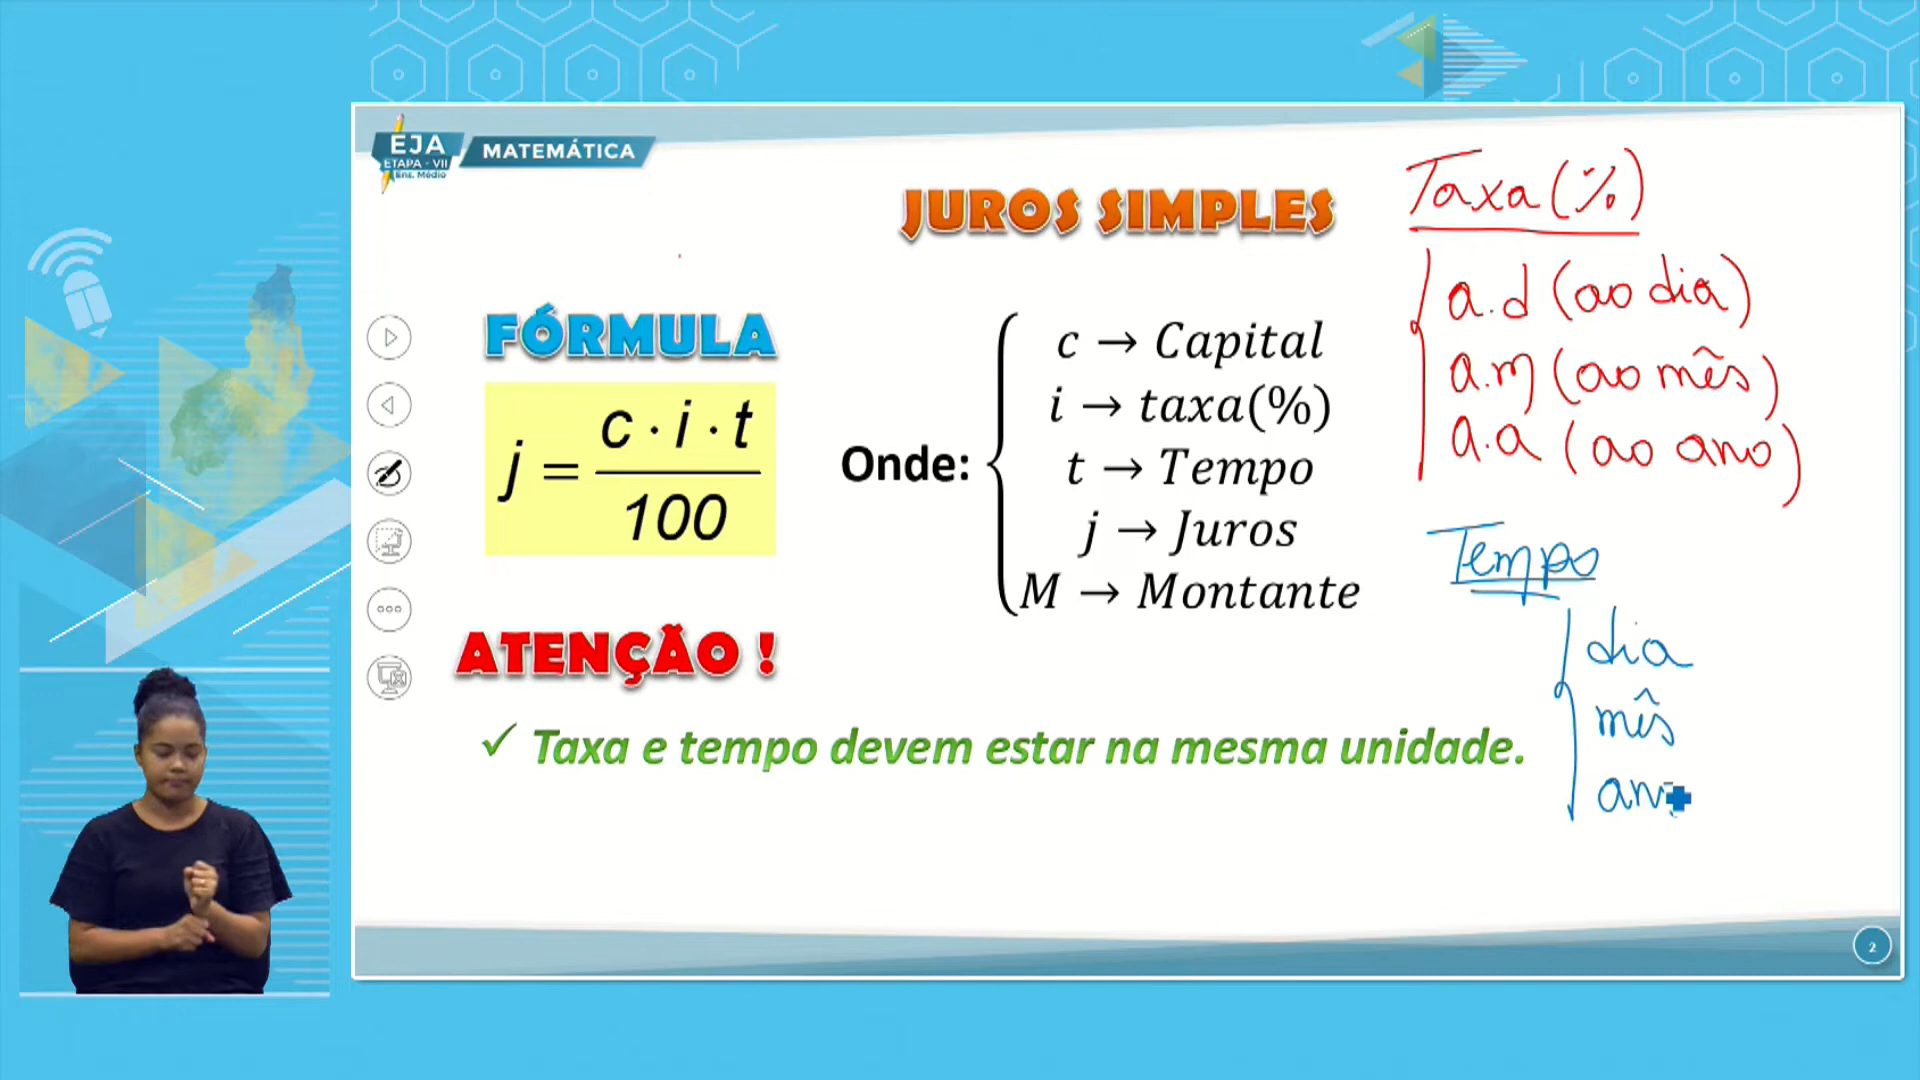 EJA
ETAPA - VII
Ens. Médio
MATEMÁTICA
JUROS SIMPLES
FÓRMULA
j = c · i · t / 100
Onde:
c → Capital
i → taxa(%)
t → Tempo
j → Juros
M → Montante
Taxa (%)
a.d (ao dia)
a.m (ao mês)
a.a (ao ano)
Tempo
dia
mês
ATENÇÃO !
✓ Taxa e tempo devem estar na mesma unidade.
2